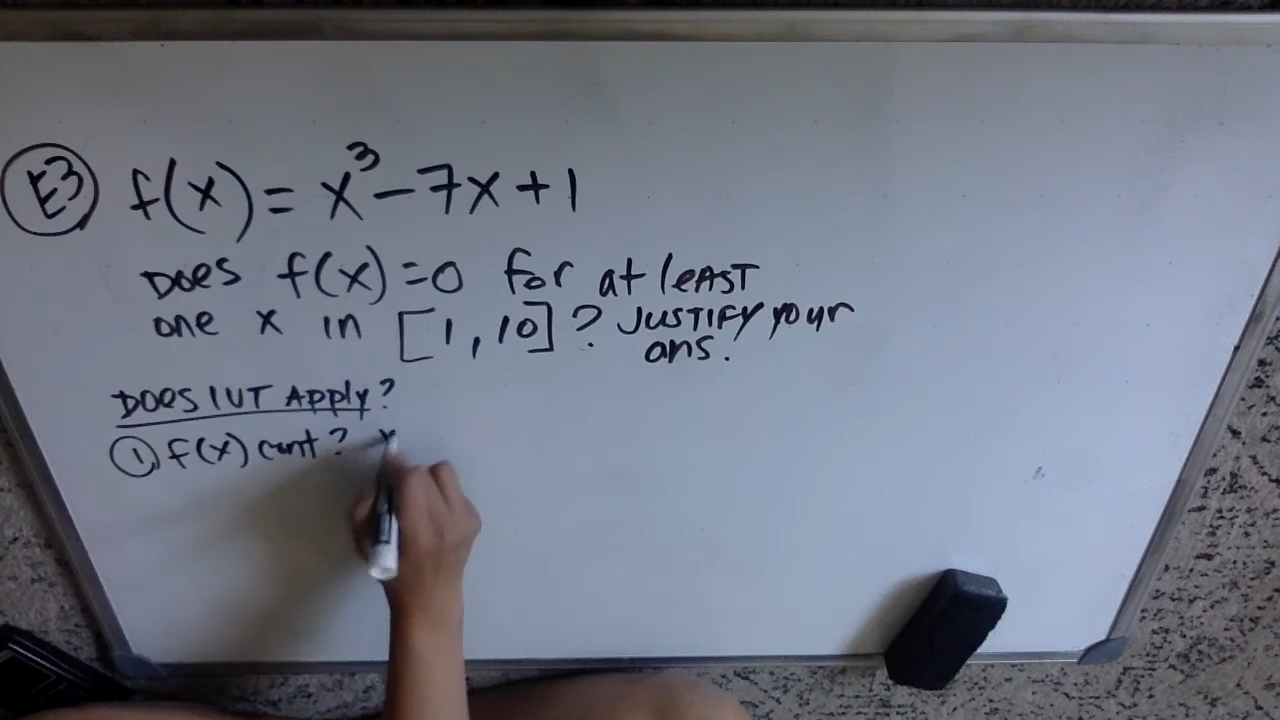 E3 f(x) = x³ - 7x + 1
DOES f(x) = 0 for at leAST
one x in [1, 10] ? JUSTIFY your
ans.
DOES IVT Apply?
① f(x) cont?